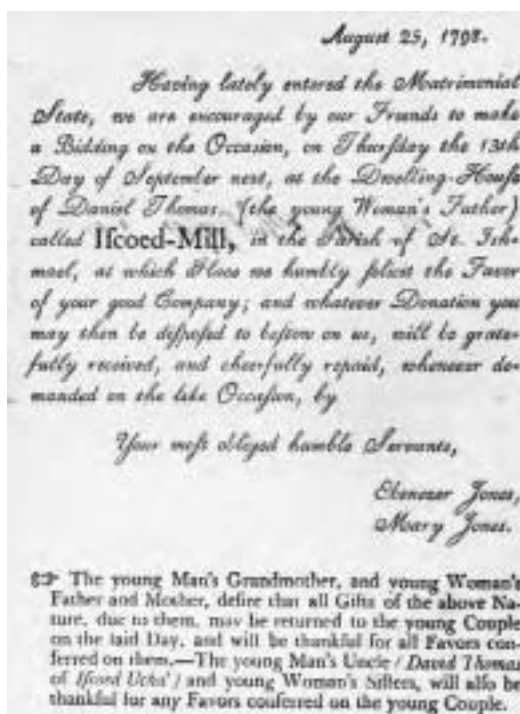 August 25, 1798.
Having lately entered the Matrimonial
State, we are encouraged by our Friends to make
a Bidding on the Occasion, on Thurſday the 13th
Day of September next, at the Dwelling-Houſe
of Daniel Thomas, (the young Woman's Father)
called Iſcoed-Mill, in the Pariſh of St. Iſh-
mael, at which Place we humbly ſolicit the Favor
of your good Company; and whatever Donation you
may then be diſpoſed to beſtow on us, will be grate-
fully received, and cheerfully repaid, whenever de-
manded on the like Occaſion, by
Your moſt obliged humble Servants,
Ebenezer Jones,
Mary Jones.
☞ The young Man's Grandmother, and young Woman's
Father and Mother, deſire that all Gifts of the above Na-
ture, due to them, may be returned to the young Couple
on the ſaid Day, and will be thankful for all Favors con-
ferred on them.—The young Man's Uncle (David Thomas
of Iſcoed Ucha') and young Woman's Siſters, will alſo be
thankful for any Favors conferred on the young Couple.